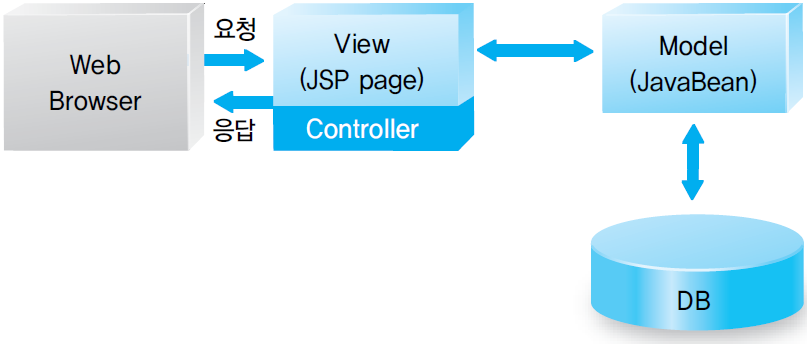 요청
Web
Browser
응답
View
(JSP page)
Controller
Model
(JavaBean)
DB